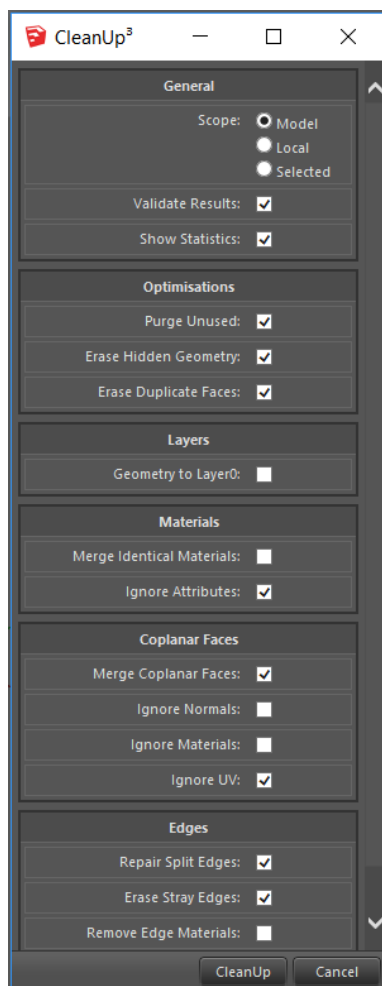 CleanUp³
General
Scope: Model
Local
Selected
Validate Results:
Show Statistics:
Optimisations
Purge Unused:
Erase Hidden Geometry:
Erase Duplicate Faces:
Layers
Geometry to Layer0:
Materials
Merge Identical Materials:
Ignore Attributes:
Coplanar Faces
Merge Coplanar Faces:
Ignore Normals:
Ignore Materials:
Ignore UV:
Edges
Repair Split Edges:
Erase Stray Edges:
Remove Edge Materials:
CleanUp Cancel